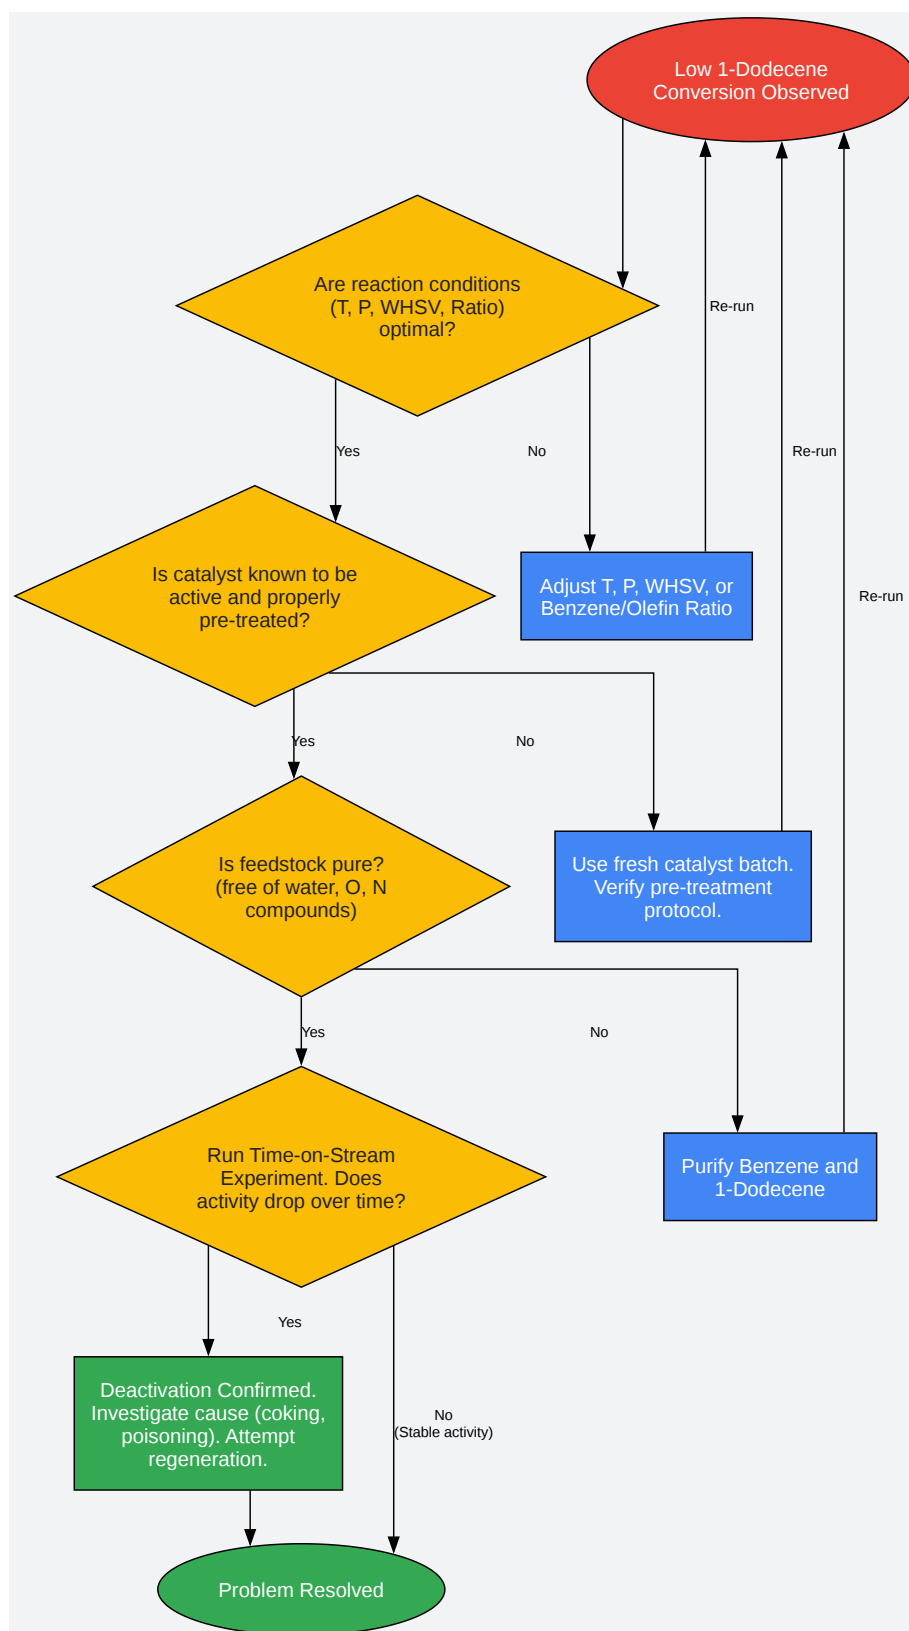 Low 1-Dodecene
Conversion Observed
Are reaction conditions
(T, P, WHSV, Ratio)
optimal?
Re-run
Yes
No
Re-run
Is catalyst known to be
active and properly
pre-treated?
Adjust T, P, WHSV, or
Benzene/Olefin Ratio
Re-run
Yes
No
Is feedstock pure?
(free of water, O, N
compounds)
Use fresh catalyst batch.
Verify pre-treatment
protocol.
Yes
No
Run Time-on-Stream
Experiment. Does
activity drop over time?
Purify Benzene and
1-Dodecene
Yes
Deactivation Confirmed.
Investigate cause (coking,
poisoning). Attempt
regeneration.
No
(Stable activity)
Problem Resolved